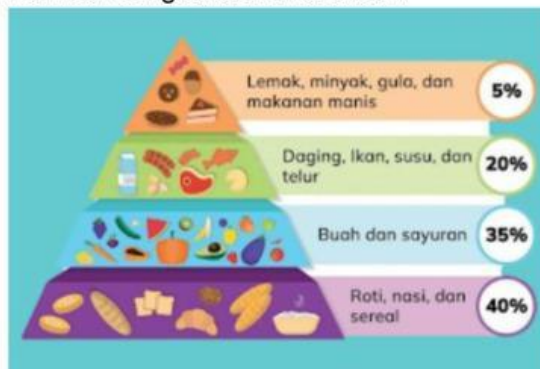 Lemak, minyak, gula, dan
makanan manis
5%
Daging, Ikan, susu, dan
telur
20%
Buah dan sayuran
35%
Roti, nasi, dan
sereal
40%